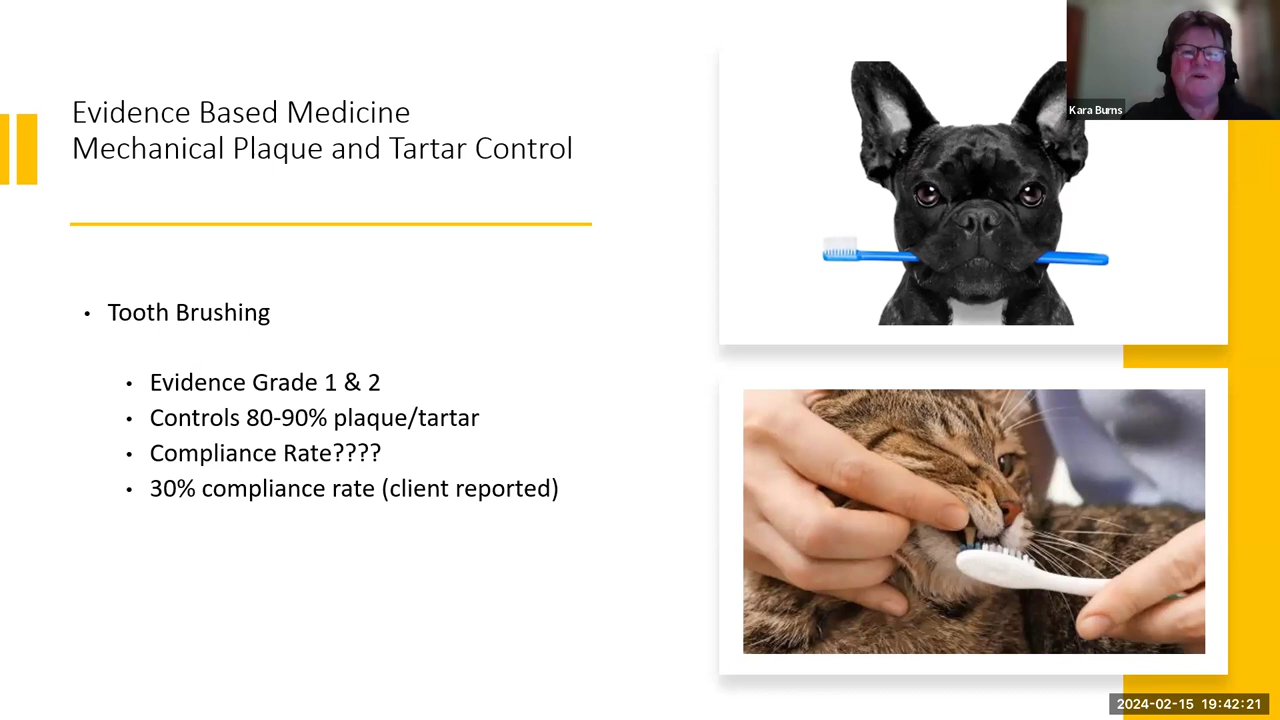 Evidence Based Medicine
Mechanical Plaque and Tartar Control
• Tooth Brushing
• Evidence Grade 1 & 2
• Controls 80-90% plaque/tartar
• Compliance Rate????
• 30% compliance rate (client reported)
Kara Burns
2024-02-15 19:42:21